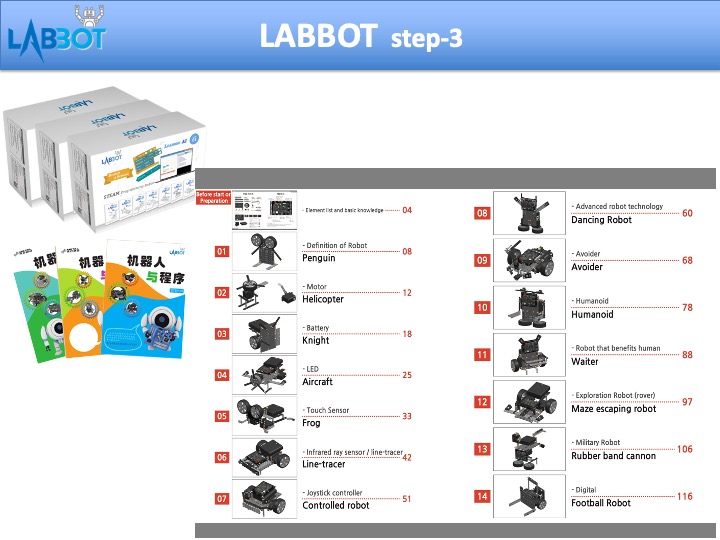 LABBOT
LABBOT step-3
LABBOT
LABBOT
LABBOT
机器人
机器人
机器人
与程序
Before start on
Preparation
- Element list and basic knowledge 04
01
- Definition of Robot
Penguin 08
02
- Motor
Helicopter 12
03
- Battery
Knight 18
04
- LED
Aircraft 25
05
- Touch Sensor
Frog 33
06
- Infrared ray sensor / line-tracer
Line-tracer 42
07
- Joystick controller
Controlled robot 51
08
- Advanced robot technology
Dancing Robot 60
09
- Avoider
Avoider 68
10
- Humanoid
Humanoid 78
11
- Robot that benefits human
Waiter 88
12
- Exploration Robot (rover)
Maze escaping robot 97
13
- Military Robot
Rubber band cannon 106
14
- Digital
Football Robot 116